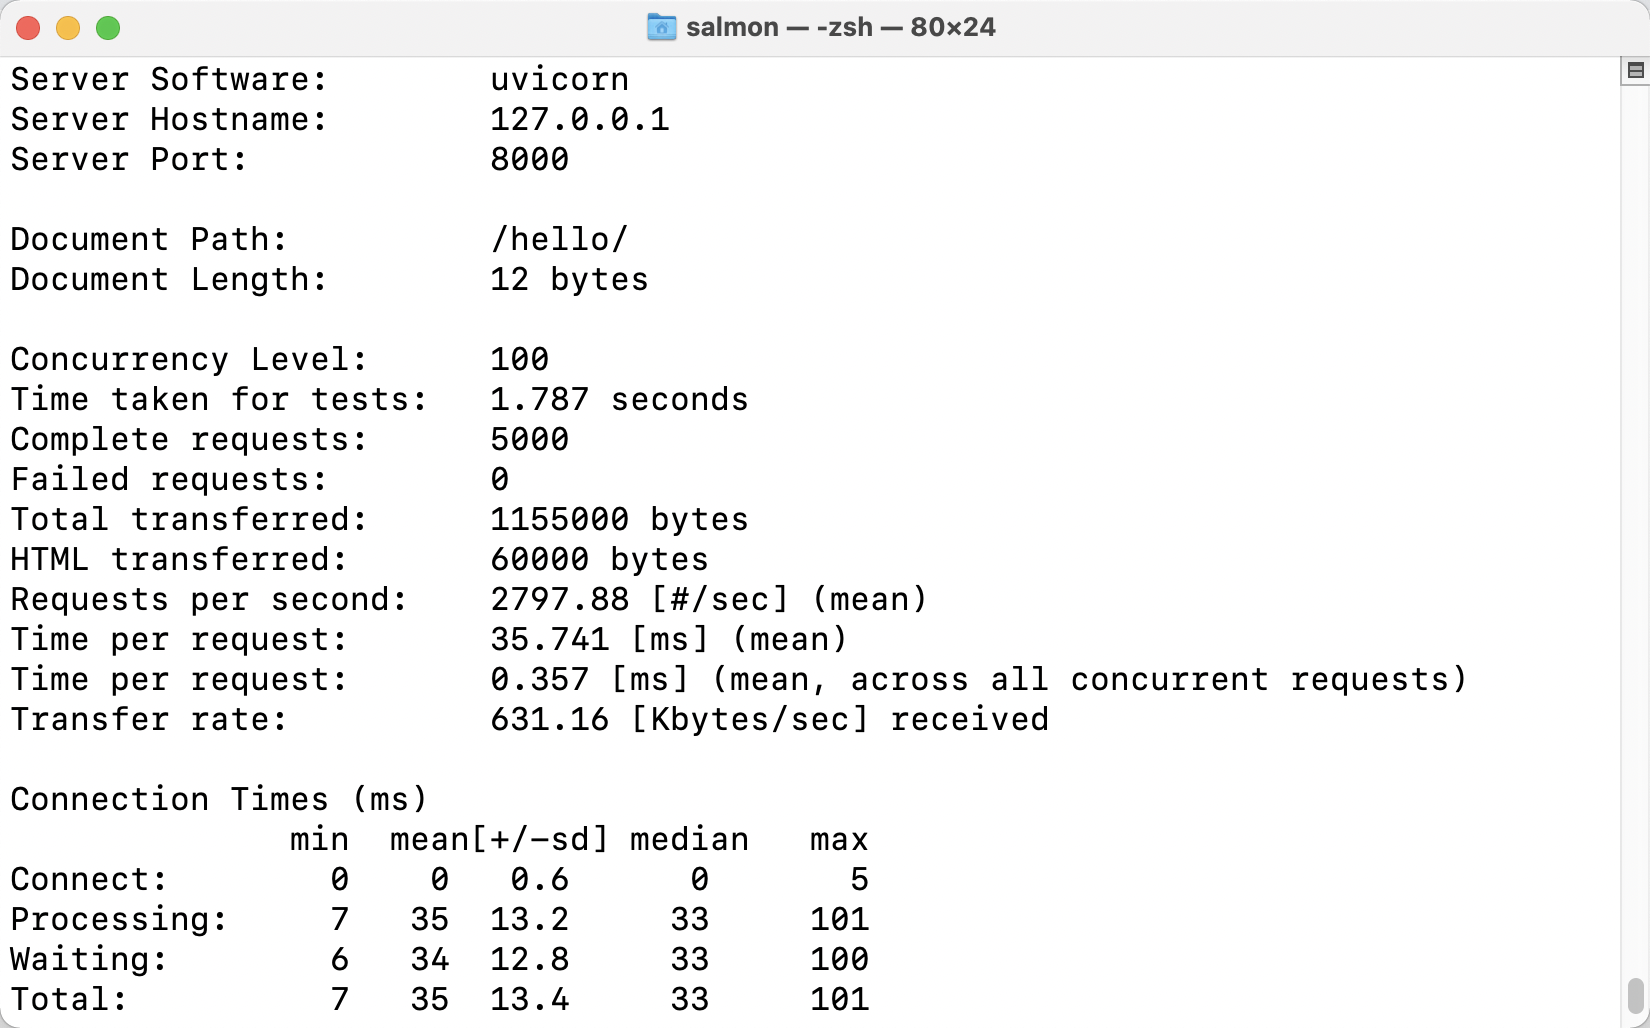 salmon — -zsh — 80×24
Server Software:        uvicorn
Server Hostname:        127.0.0.1
Server Port:            8000

Document Path:          /hello/
Document Length:        12 bytes

Concurrency Level:      100
Time taken for tests:   1.787 seconds
Complete requests:      5000
Failed requests:        0
Total transferred:      1155000 bytes
HTML transferred:       60000 bytes
Requests per second:    2797.88 [#/sec] (mean)
Time per request:       35.741 [ms] (mean)
Time per request:       0.357 [ms] (mean, across all concurrent requests)
Transfer rate:          631.16 [Kbytes/sec] received

Connection Times (ms)
              min  mean[+/-sd] median   max
Connect:        0    0   0.6      0       5
Processing:     7   35  13.2     33     101
Waiting:        6   34  12.8     33     100
Total:          7   35  13.4     33     101